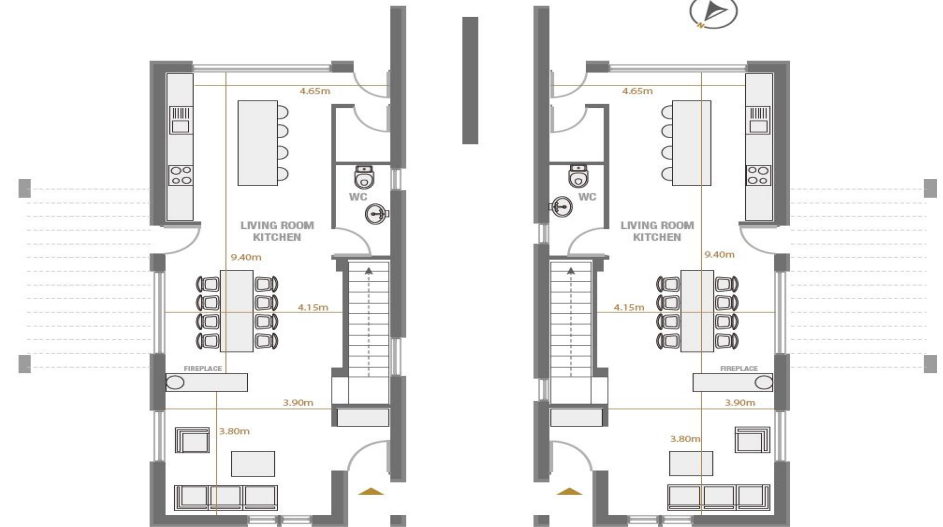 N
4.65m
4.65m
WC
WC
LIVING ROOM
KITCHEN
LIVING ROOM
KITCHEN
9.40m
9.40m
4.15m
4.15m
FIREPLACE
FIREPLACE
3.90m
3.90m
3.80m
3.80m